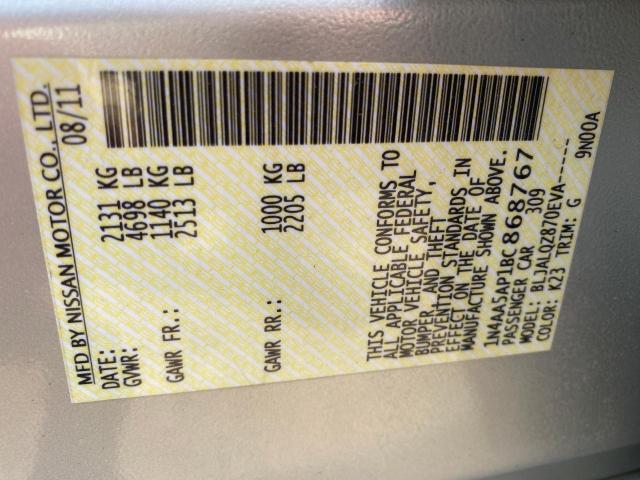 MFD BY NISSAN MOTOR CO., LTD.
DATE: 08/11
GVWR: 2131 KG
4698 LB
GAWR FR.: 1140 KG
2513 LB
GAWR RR.: 1000 KG
2205 LB
THIS VEHICLE CONFORMS TO
ALL APPLICABLE FEDERAL
MOTOR VEHICLE SAFETY,
BUMPER, AND THEFT
PREVENTION STANDARDS IN
EFFECT ON THE DATE OF
MANUFACTURE SHOWN ABOVE.
1N4AA5AP1BC868767
PASSENGER CAR 309
MODEL: BLJALQZ870EVA-----
COLOR: K23 TRIM: G 9N00A